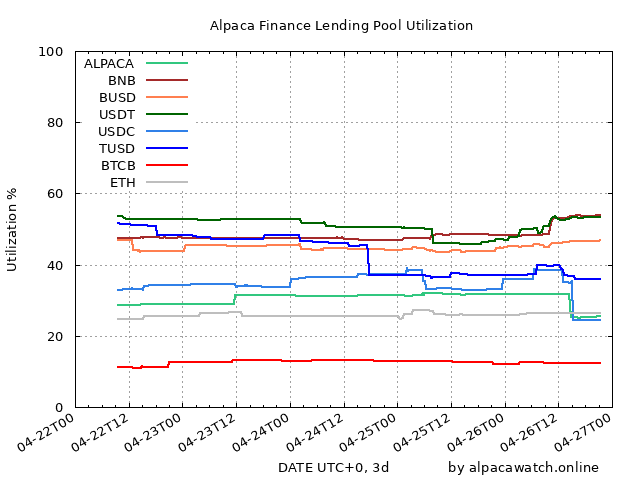 Alpaca Finance Lending Pool Utilization
100
80
60
40
20
0
Utilization %
ALPACA
BNB
BUSD
USDT
USDC
TUSD
BTCB
ETH
04-22T00
04-22T12
04-23T00
04-23T12
04-24T00
04-24T12
04-25T00
04-25T12
04-26T00
04-26T12
04-27T00
DATE UTC+0, 3d
by alpacawatch.online